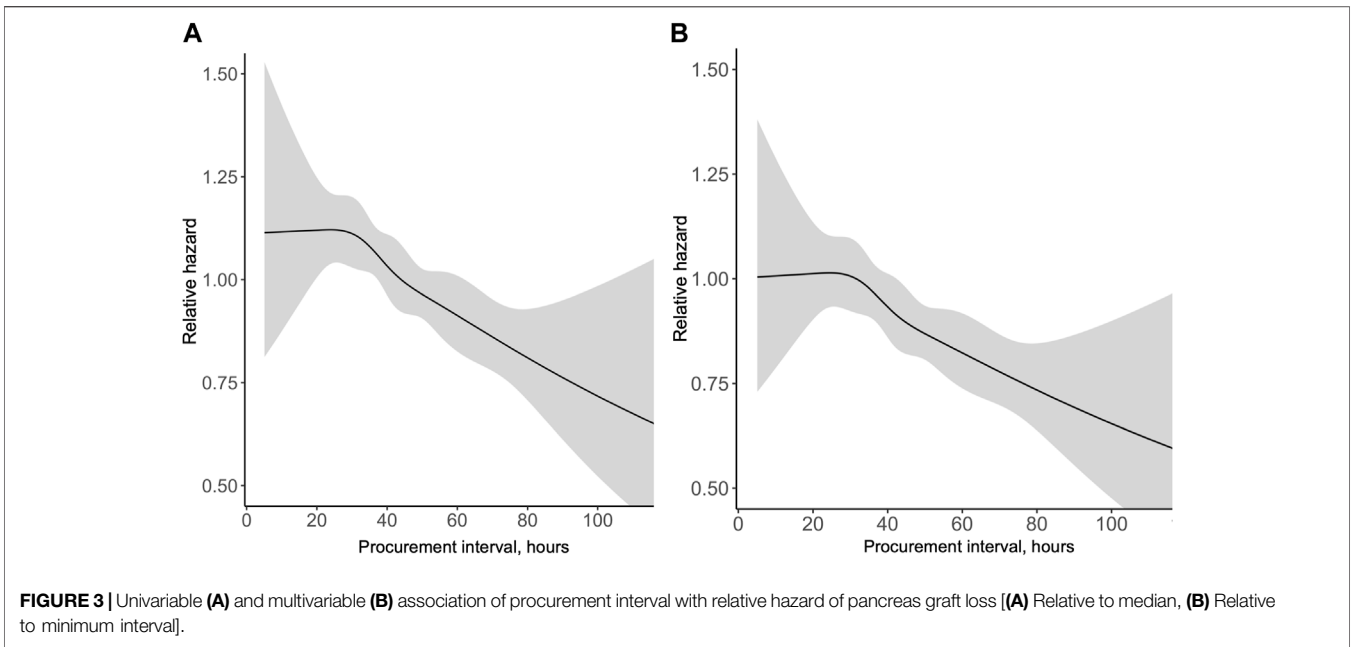 A
B
1.50
1.25
1.00
0.75
0.50
Relative hazard
0 20 40 60 80 100
Procurement interval, hours
1.50
1.25
1.00
0.75
0.50
Relative hazard
0 20 40 60 80 100
Procurement interval, hours
FIGURE 3 | Univariable (A) and multivariable (B) association of procurement interval with relative hazard of pancreas graft loss [(A) Relative to median, (B) Relative
to minimum interval].